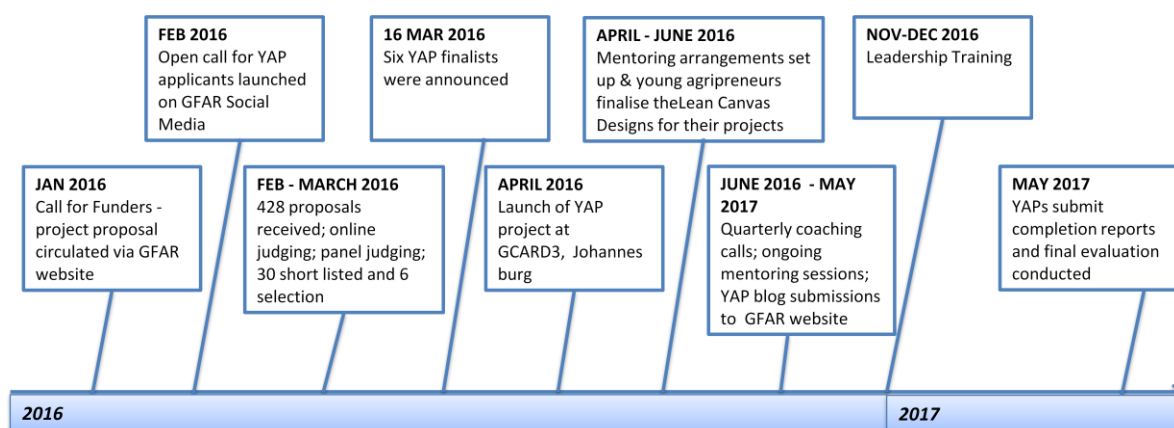 FEB 2016
Open call for YAP
applicants launched
on GFAR Social
Media
16 MAR 2016
Six YAP finalists
were announced
APRIL - JUNE 2016
Mentoring arrangements set
up & young agripreneurs
finalise theLean Canvas
Designs for their projects
NOV-DEC 2016
Leadership Training
JAN 2016
Call for Funders -
project proposal
circulated via GFAR
website
FEB - MARCH 2016
428 proposals
received; online
judging; panel judging;
30 short listed and 6
selection
APRIL 2016
Launch of YAP
project at
GCARD3, Johannes
burg
JUNE 2016 - MAY
2017
Quarterly coaching
calls; ongoing
mentoring sessions;
YAP blog submissions
to GFAR website
MAY 2017
YAPs submit
completion reports
and final evaluation
conducted
2016
2017